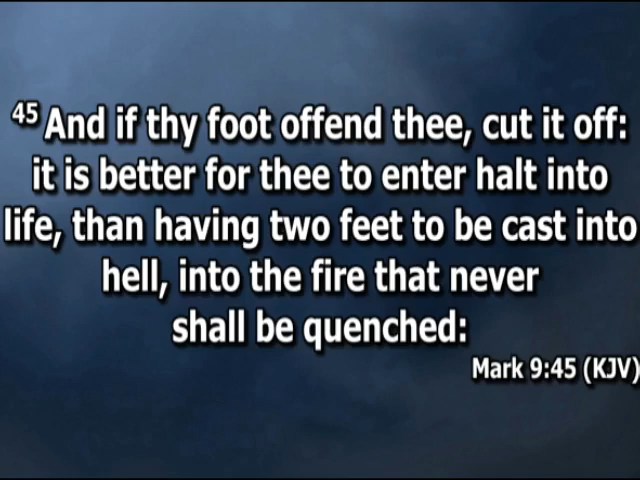 45 And if thy foot offend thee, cut it off:
it is better for thee to enter halt into
life, than having two feet to be cast into
hell, into the fire that never
shall be quenched:
Mark 9:45 (KJV)